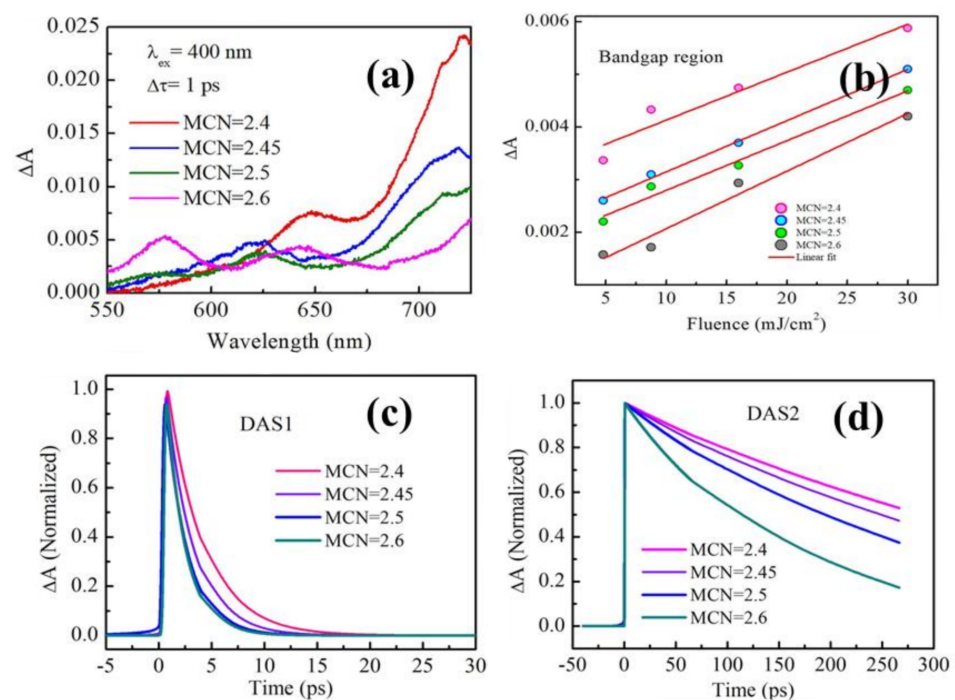 (a)
λex= 400 nm
Δτ= 1 ps
MCN=2.4
MCN=2.45
MCN=2.5
MCN=2.6
ΔA
0.025
0.020
0.015
0.010
0.005
0.000
550 600 650 700
Wavelength (nm)
(b)
Bandgap region
ΔA
0.006
0.004
0.002
MCN=2.4
MCN=2.45
MCN=2.5
MCN=2.6
Linear fit
5 10 15 20 25 30
Fluence (mJ/cm2)
(c)
DAS1
MCN=2.4
MCN=2.45
MCN=2.5
MCN=2.6
ΔA (Normalized)
1.0
0.8
0.6
0.4
0.2
0.0
-5 0 5 10 15 20 25 30
Time (ps)
(d)
DAS2
MCN=2.4
MCN=2.45
MCN=2.5
MCN=2.6
ΔA (Normalized)
1.0
0.8
0.6
0.4
0.2
0.0
-50 0 50 100 150 200 250 300
Time (ps)